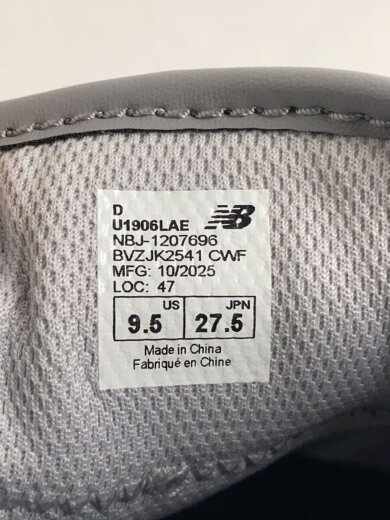 D
U1906LAE NB
NBJ-1207696
BVZJK2541 CWF
MFG: 10/2025
LOC: 47
US JPN
9.5 27.5
Made in China
Fabriqué en Chine